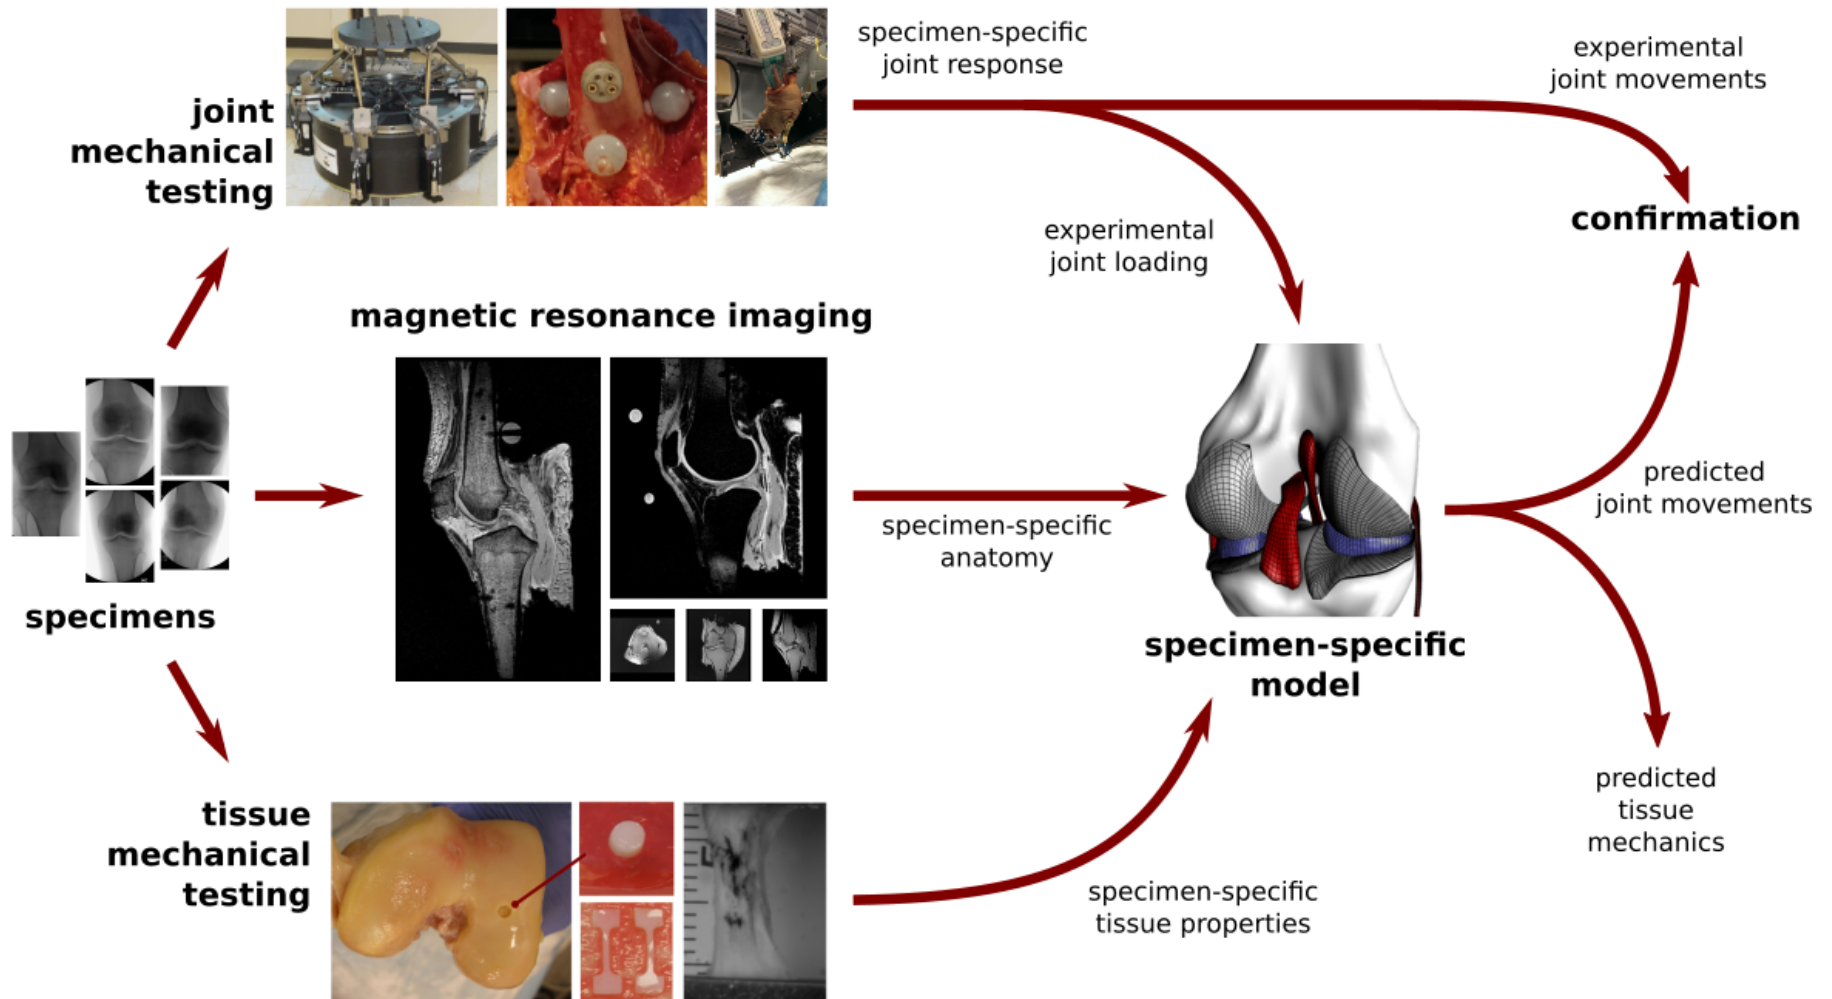 specimen-specific
joint response
experimental
joint movements
joint
mechanical
testing
confirmation
experimental
joint loading
magnetic resonance imaging
predicted
joint movements
specimen-specific
anatomy
specimens
specimen-specific
model
predicted
tissue
mechanics
tissue
mechanical
testing
specimen-specific
tissue properties